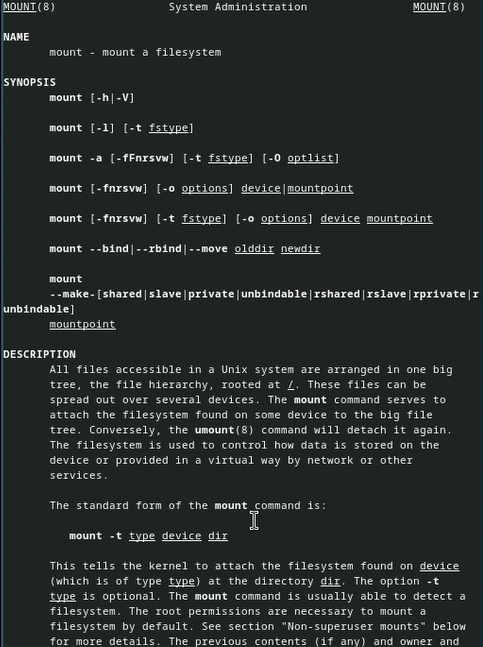 MOUNT(8) System Administration MOUNT(8)
NAME
mount - mount a filesystem
SYNOPSIS
mount [-h|-V]
mount [-l] [-t fstype]
mount -a [-fFnrsvw] [-t fstype] [-O optlist]
mount [-fnrsvw] [-o options] device|mountpoint
mount [-fnrsvw] [-t fstype] [-o options] device mountpoint
mount --bind|--rbind|--move olddir newdir
mount
--make-[shared|slave|private|unbindable|rshared|rslave|rprivate|r
unbindable]
mountpoint
DESCRIPTION
All files accessible in a Unix system are arranged in one big
tree, the file hierarchy, rooted at /. These files can be
spread out over several devices. The mount command serves to
attach the filesystem found on some device to the big file
tree. Conversely, the umount(8) command will detach it again.
The filesystem is used to control how data is stored on the
device or provided in a virtual way by network or other
services.
The standard form of the mount command is:
mount -t type device dir
This tells the kernel to attach the filesystem found on device
(which is of type type) at the directory dir. The option -t
type is optional. The mount command is usually able to detect a
filesystem. The root permissions are necessary to mount a
filesystem by default. See section "Non-superuser mounts" below
for more details. The previous contents (if any) and owner and